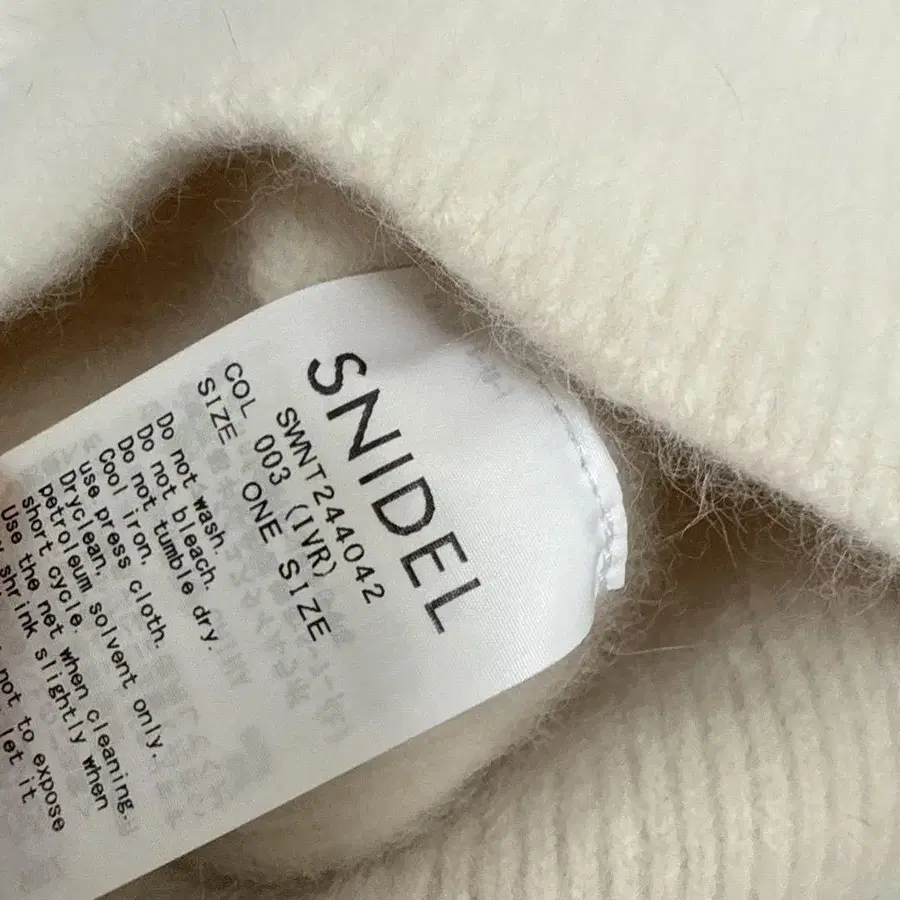 SNIDEL
SWNT244042
COL 003 (IVR)
SIZE ONE SIZE
Do not wash.
Do not bleach.
Do not tumble dry.
Cool iron,
use press cloth.
Dryclean,
petroleum solvent only,
short cycle.
Use the net when cleaning.
shrink slightly when
not to expose
let it